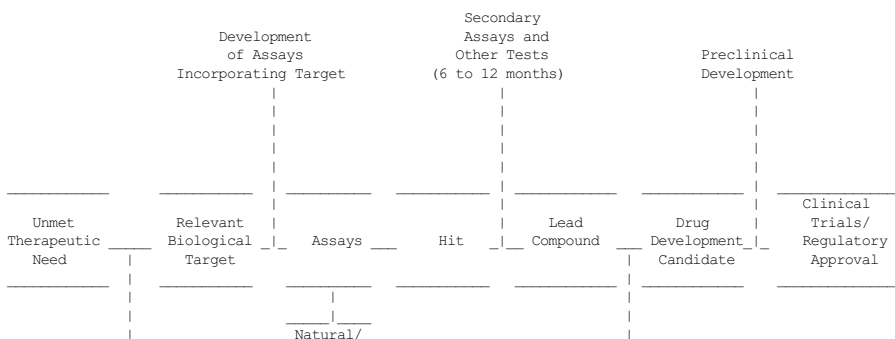 Secondary
Development Assays and
of Assays Other Tests Preclinical
Incorporating Target (6 to 12 months) Development
Clinical
Unmet Relevant Lead Drug Trials/
Therapeutic Biological Assays Hit Compound Development Regulatory
Need Target Candidate Approval
Natural/